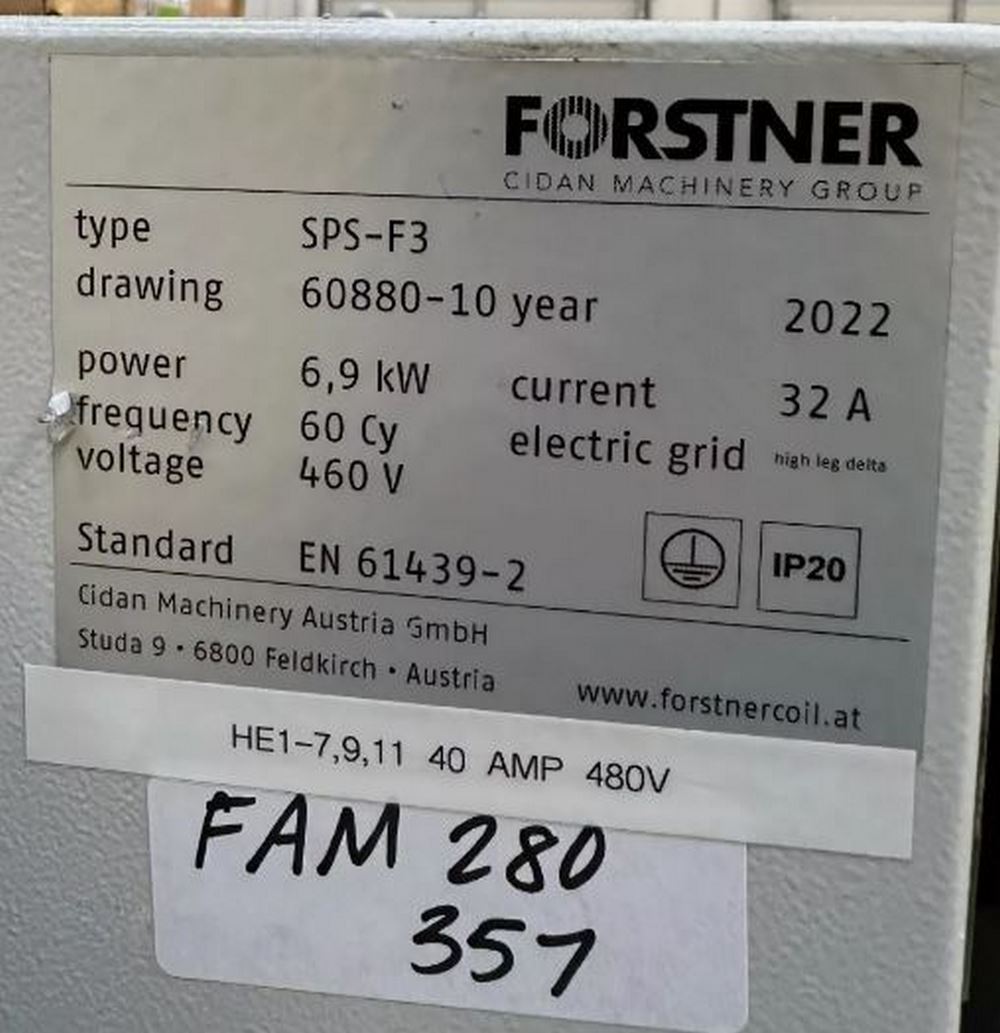 FORSTNER
CIDAN MACHINERY GROUP
type SPS-F3
drawing 60880-10 year 2022
power 6,9 kW current 32 A
frequency 60 Cy electric grid high leg delta
voltage 460 V
Standard EN 61439-2 IP20
Cidan Machinery Austria GmbH
Studa 9 • 6800 Feldkirch • Austria www.forstnercoil.at
HE1-7,9,11 40 AMP 480V
FAM 280
357